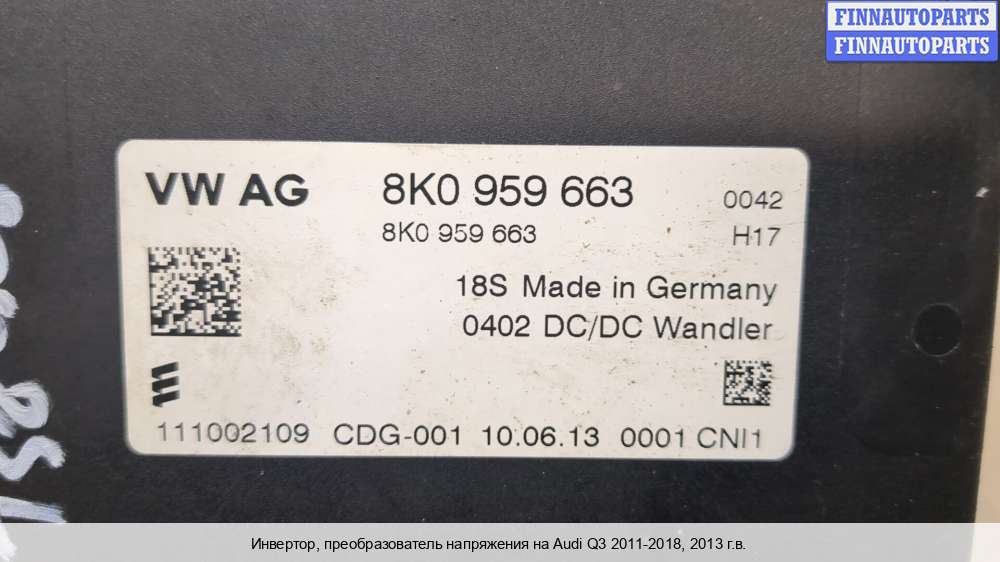 FINNAUTOPARTS
FINNAUTOPARTS
VW AG 8K0 959 663 0042
8K0 959 663 H17
18S Made in Germany
0402 DC/DC Wandler
111002109 CDG-001 10.06.13 0001 CNI1
Инвертор, преобразователь напряжения на Audi Q3 2011-2018, 2013 г.в.